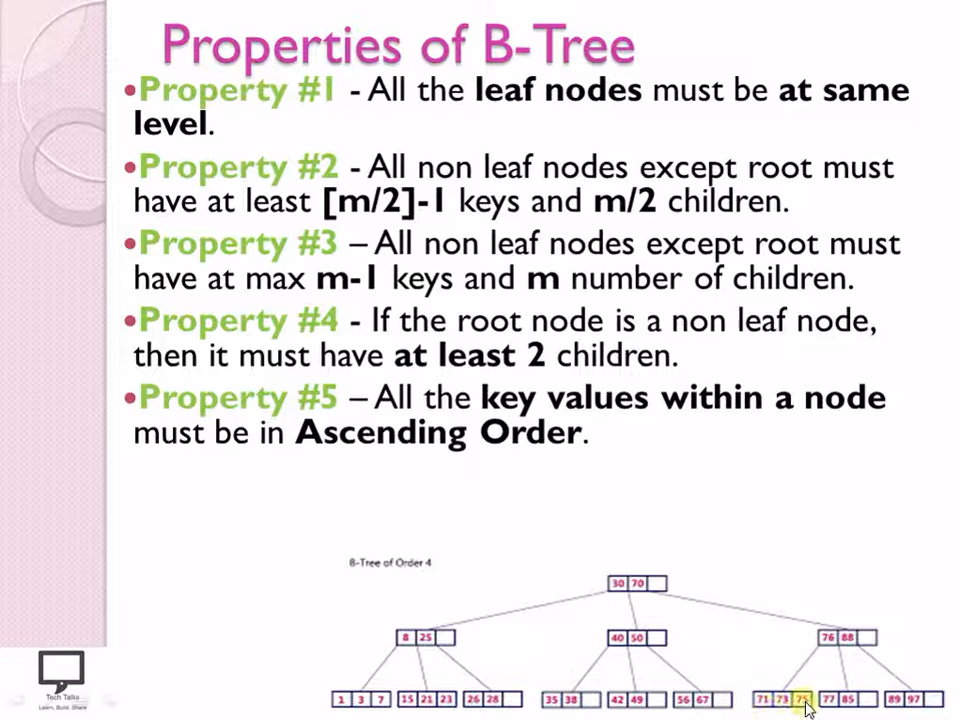 Properties of B-Tree
•Property #1 - All the leaf nodes must be at same
level.
•Property #2 - All non leaf nodes except root must
have at least [m/2]-1 keys and m/2 children.
•Property #3 – All non leaf nodes except root must
have at max m-1 keys and m number of children.
•Property #4 - If the root node is a non leaf node,
then it must have at least 2 children.
•Property #5 – All the key values within a node
must be in Ascending Order.
B-Tree of Order 4
30 70
8 25
40 50
76 88
1 3 7
15 21 23
26 28
35 38
42 49
56 67
71 73 75
77 85
89 97
Tech Talks
Learn, Build, Share